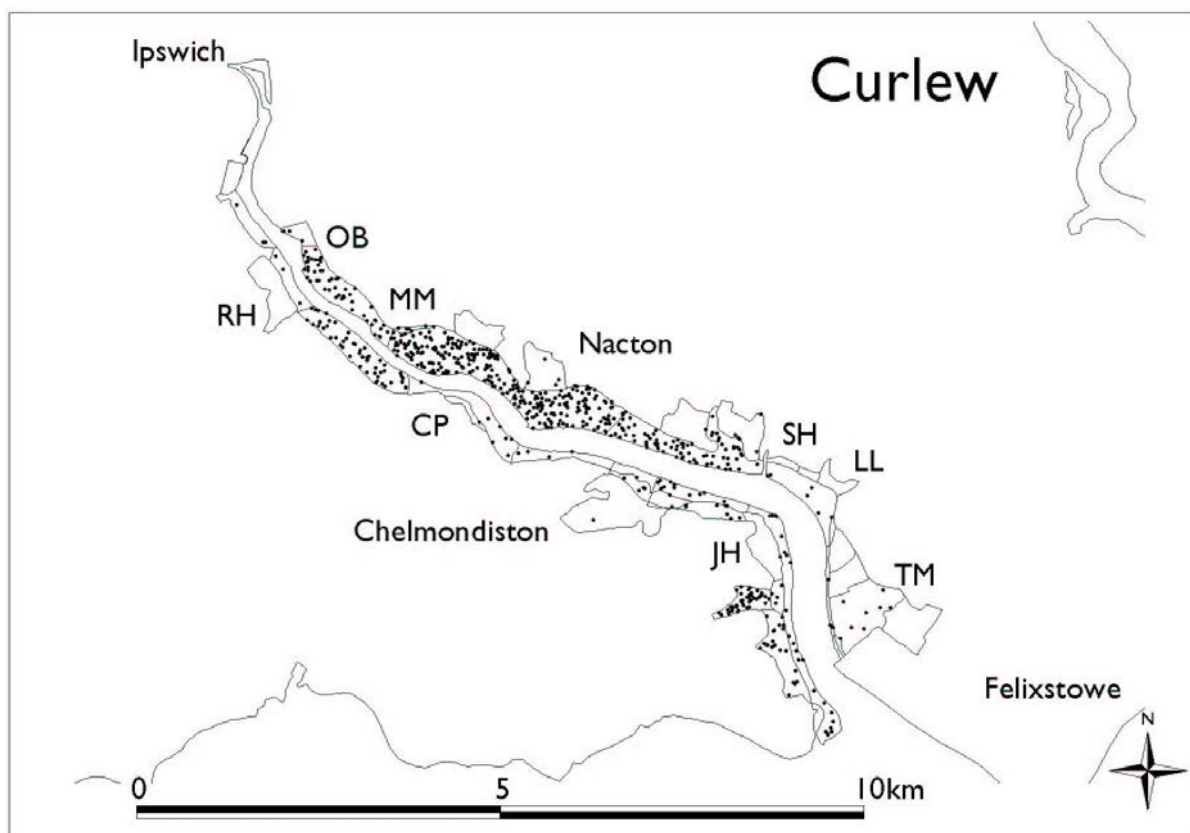 Ipswich
Curlew
OB
MM
RH
Nacton
CP
SH
LL
Chelmondiston
JH
TM
Felixstowe
N
0 5 10km